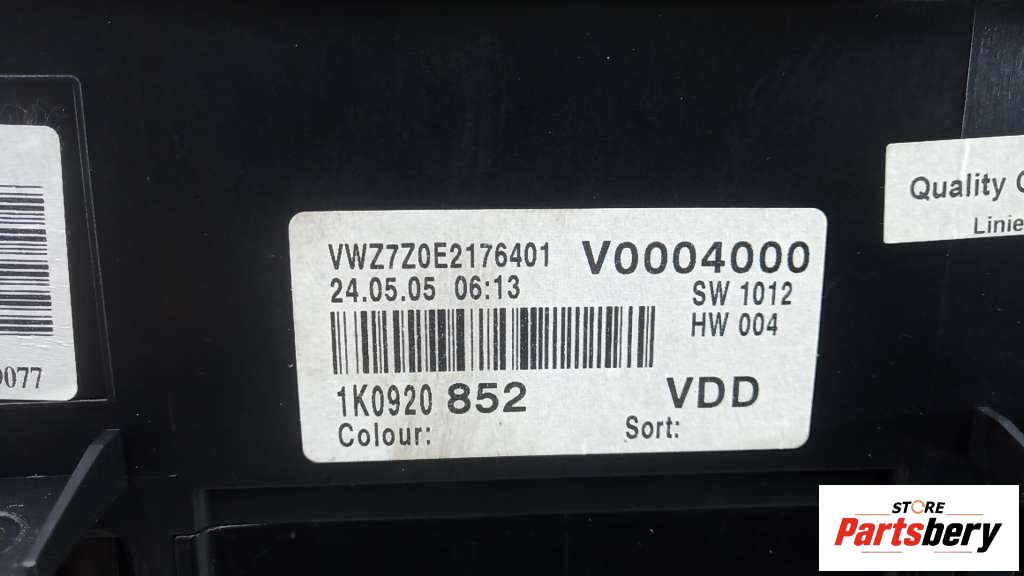 VWZ7Z0E2176401 V0004000
24.05.05 06:13 SW 1012
HW 004
1K0920 852 VDD
Colour: Sort:
Quality
Linie
STORE
Partsbery